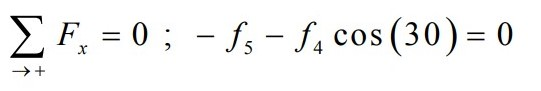 ∑ Fₓ = 0 ; − f₅ − f₄ cos(30) = 0
→+